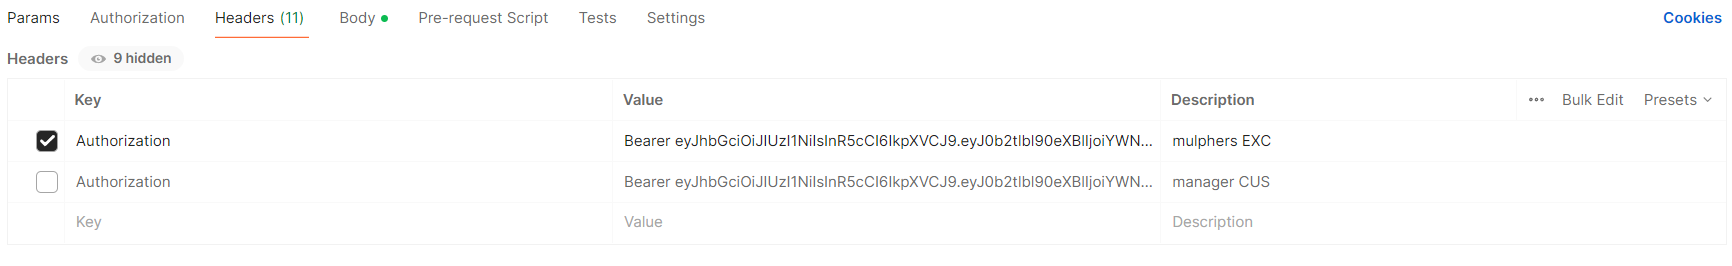 Params Authorization Headers (11) Body Pre-request Script Tests Settings Cookies
Headers 9 hidden
Key Value Description ••• Bulk Edit Presets
Authorization Bearer eyJhbGciOiJIUzI1NiIsInR5cCI6IkpXVCJ9.eyJ0b2tlbl90eXBlIjoiYWN... mulphers EXC
Authorization Bearer eyJhbGciOiJIUzI1NiIsInR5cCI6IkpXVCJ9.eyJ0b2tlbl90eXBlIjoiYWN... manager CUS
Key Value Description